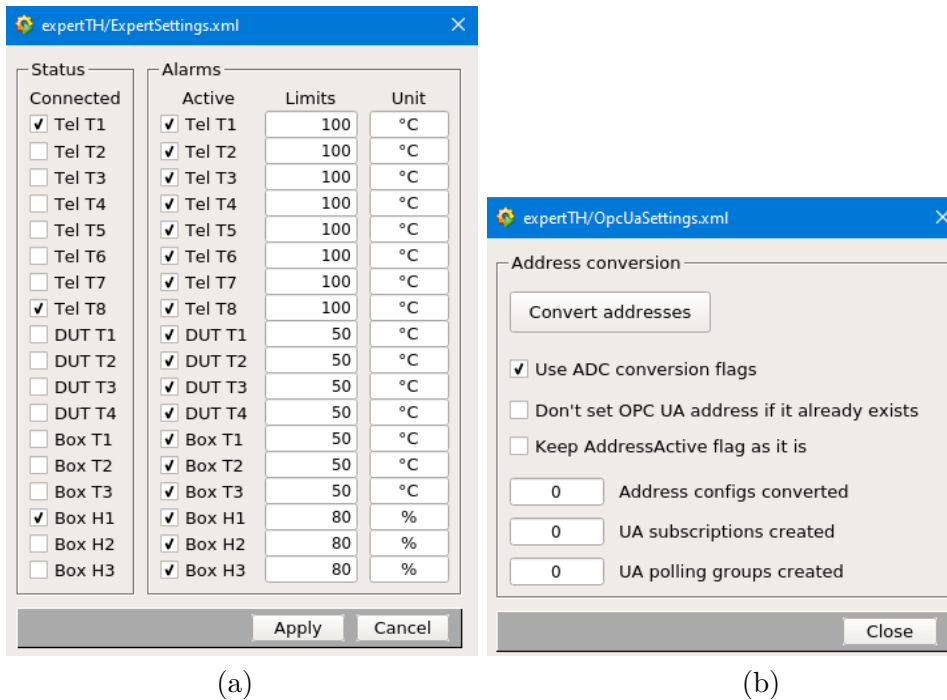 expertTH/ExpertSettings.xml
Status Alarms
Connected Active Limits Unit
Tel T1 Tel T1 100 °C
Tel T2 Tel T2 100 °C
Tel T3 Tel T3 100 °C
Tel T4 Tel T4 100 °C
Tel T5 Tel T5 100 °C
Tel T6 Tel T6 100 °C
Tel T7 Tel T7 100 °C
Tel T8 Tel T8 100 °C
DUT T1 DUT T1 50 °C
DUT T2 DUT T2 50 °C
DUT T3 DUT T3 50 °C
DUT T4 DUT T4 50 °C
Box T1 Box T1 50 °C
Box T2 Box T2 50 °C
Box T3 Box T3 50 °C
Box H1 Box H1 80 %
Box H2 Box H2 80 %
Box H3 Box H3 80 %
Apply Cancel
(a)
expertTH/OpcUaSettings.xml
Address conversion
Convert addresses
Use ADC conversion flags
Don't set OPC UA address if it already exists
Keep AddressActive flag as it is
0 Address configs converted
0 UA subscriptions created
0 UA polling groups created
Close
(b)